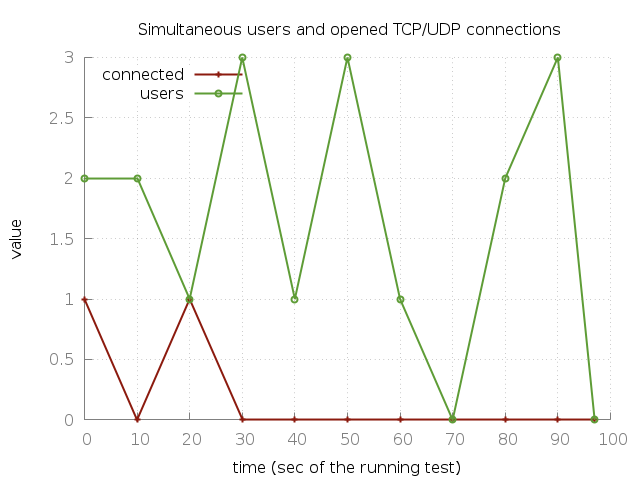 Simultaneous users and opened TCP/UDP connections
connected
users
3
2.5
2
1.5
1
0.5
0
value
0 10 20 30 40 50 60 70 80 90 100
time (sec of the running test)